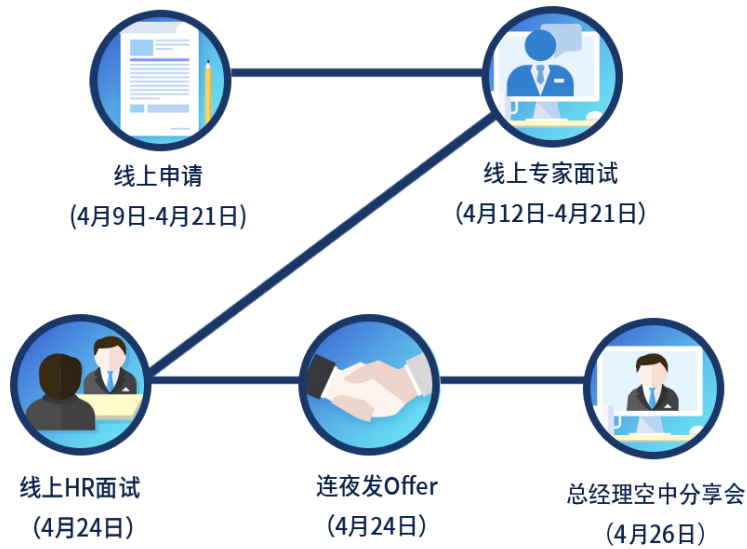 线上申请
(4月9日-4月21日)
线上专家面试
（4月12日-4月21日）
线上HR面试
（4月24日）
连夜发Offer
（4月24日）
总经理空中分享会
（4月26日）